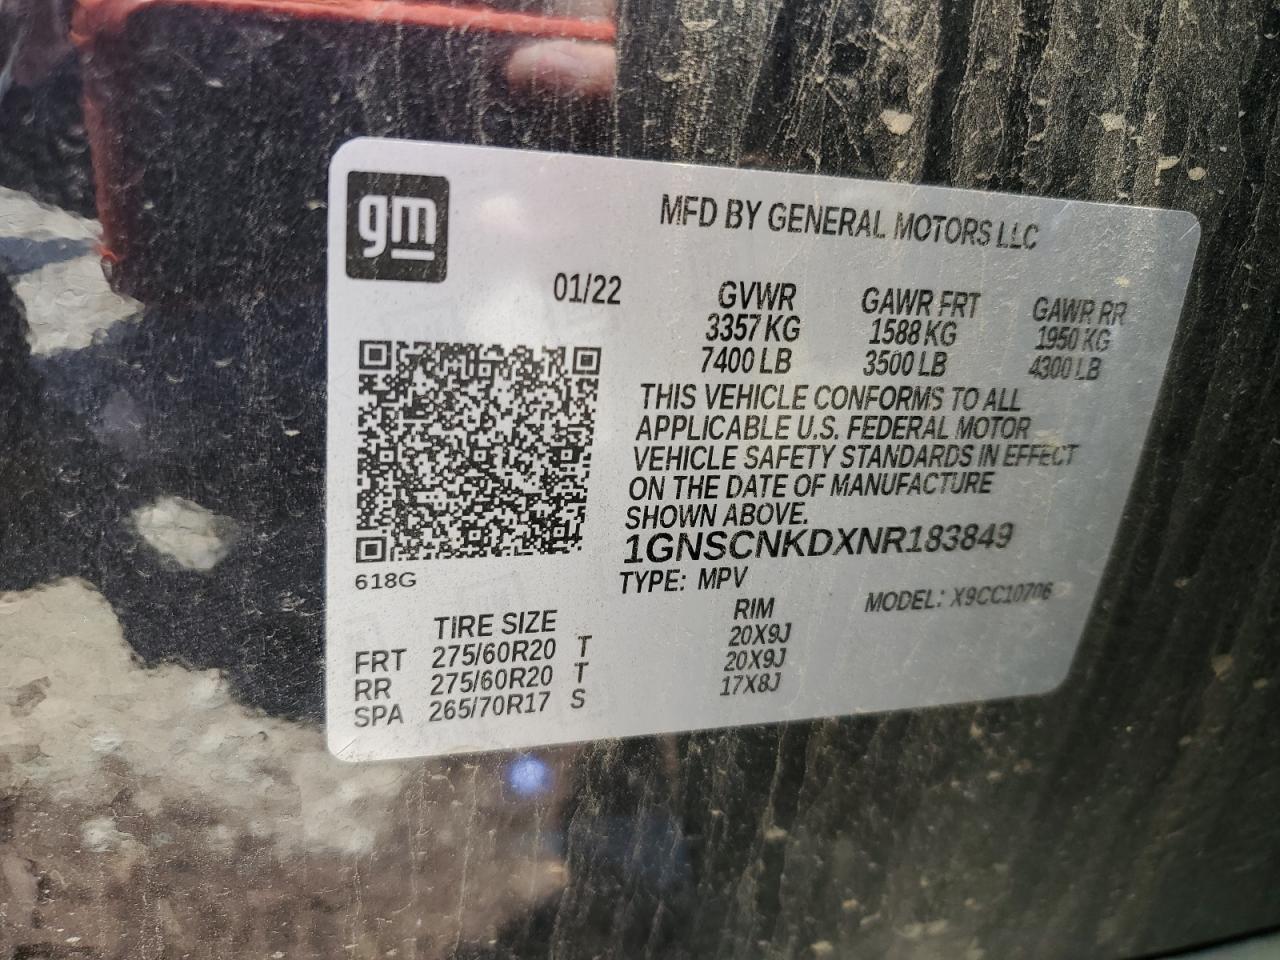 gm
MFD BY GENERAL MOTORS LLC
01/22
GVWR GAWR FRT GAWR RR
3357 KG 1588 KG 1950 KG
7400 LB 3500 LB 4300 LB
THIS VEHICLE CONFORMS TO ALL
APPLICABLE U.S. FEDERAL MOTOR
VEHICLE SAFETY STANDARDS IN EFFECT
ON THE DATE OF MANUFACTURE
SHOWN ABOVE.
1GNSCNKDXNR183849
618G
TYPE: MPV
MODEL: X9CC10706
TIRE SIZE RIM
FRT 275/60R20 T 20X9J
RR 275/60R20 T 20X9J
SPA 265/70R17 S 17X8J